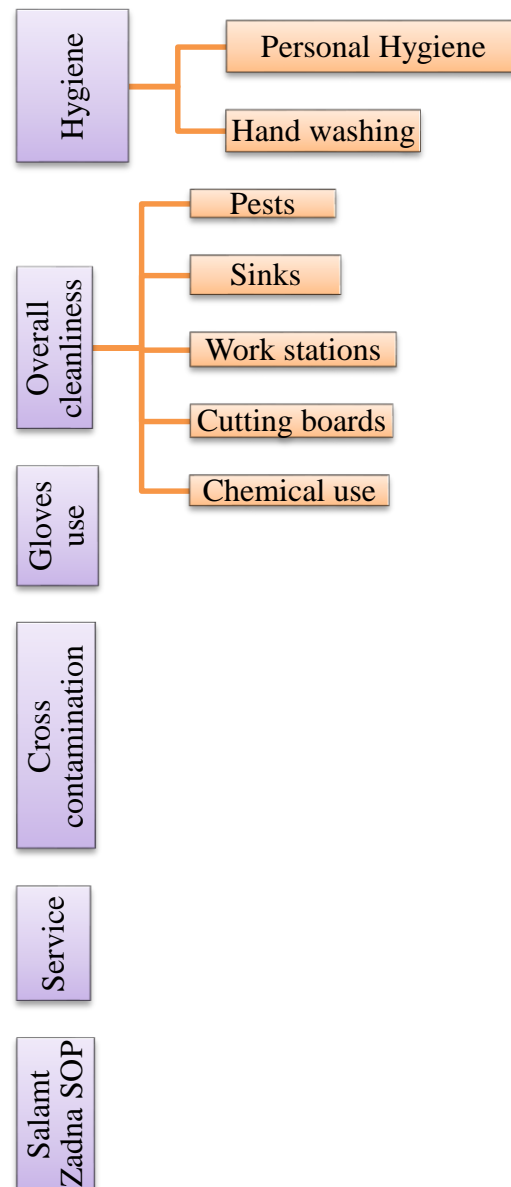 Hygiene
Personal Hygiene
Hand washing
Overall
cleanliness
Pests
Sinks
Work stations
Cutting boards
Chemical use
Gloves
use
Cross
contamination
Service
Salamt
Zadna SOP